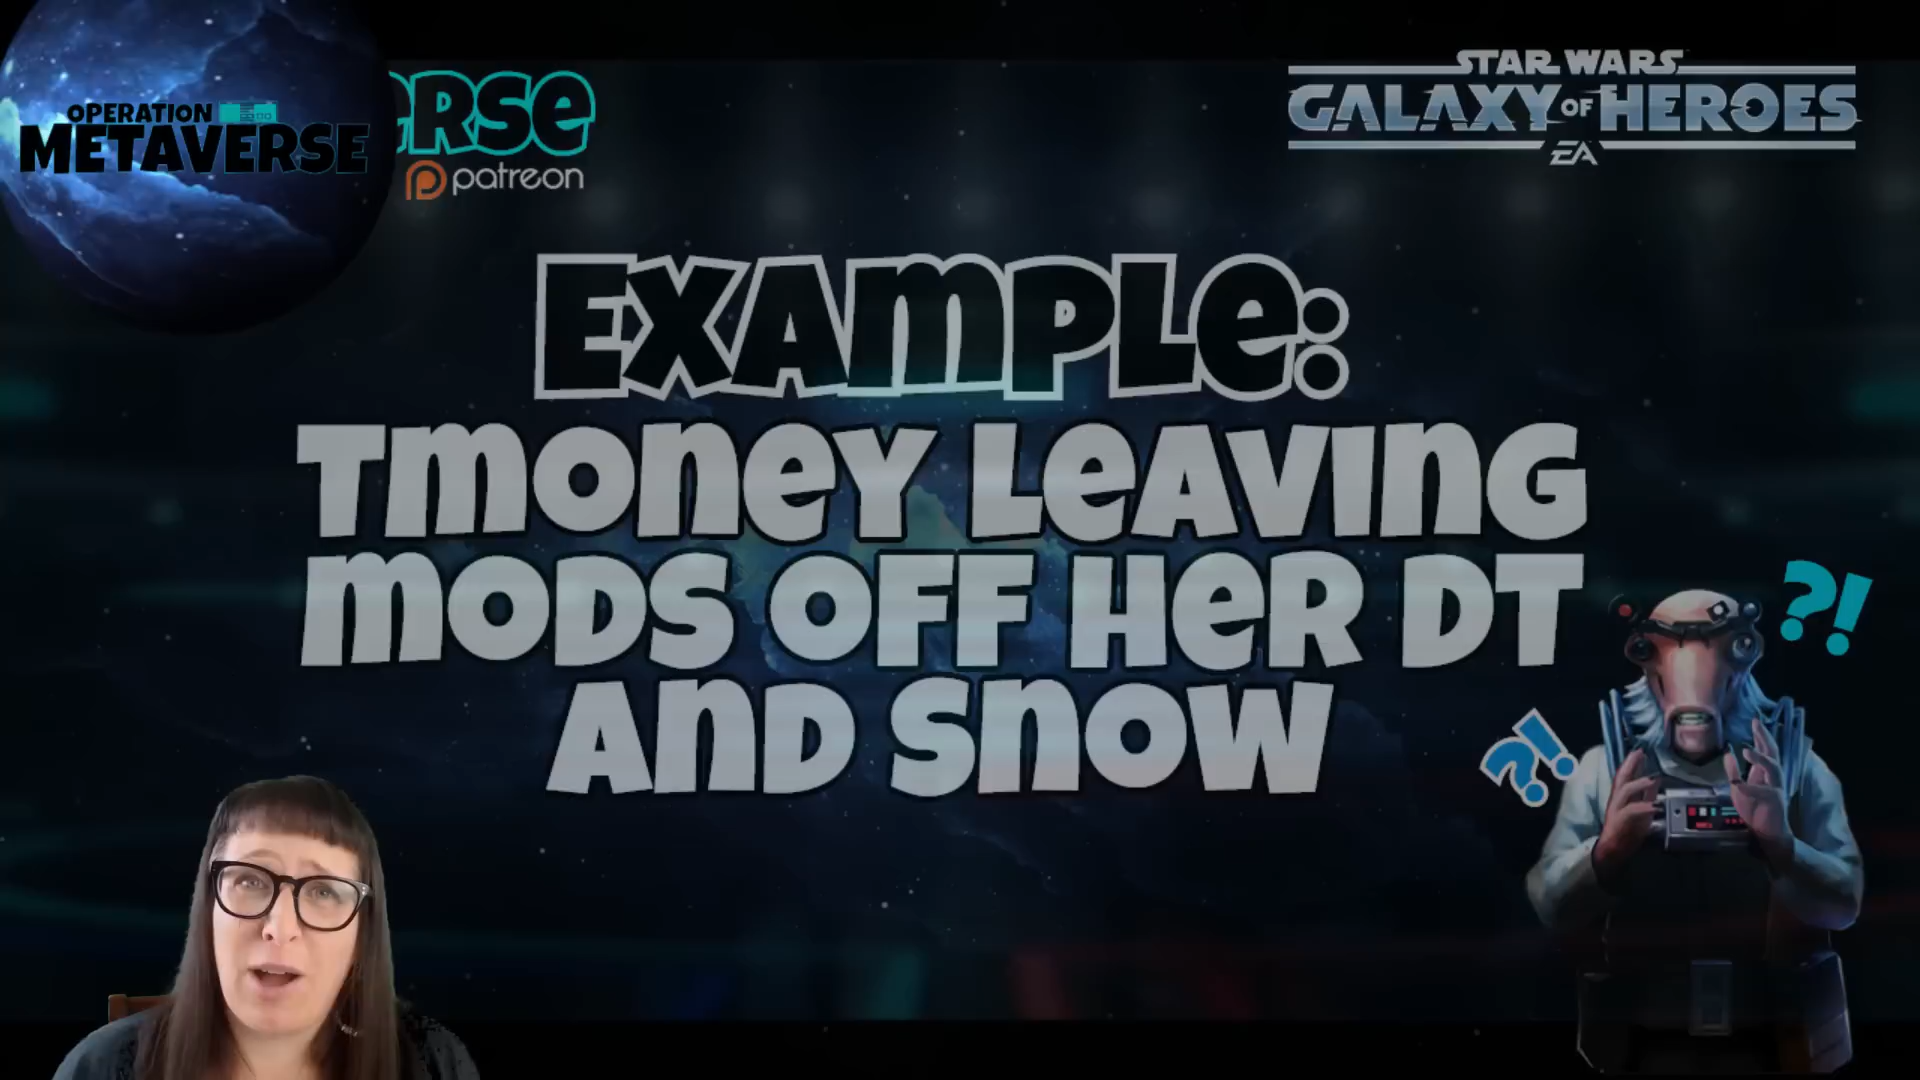 OPERATION
METAVERSE
ERSE
patreon
STAR WARS
GALAXY OF HEROES
EA
Example:
Tmoney leaving
mods off her DT
and Snow
?!
?!